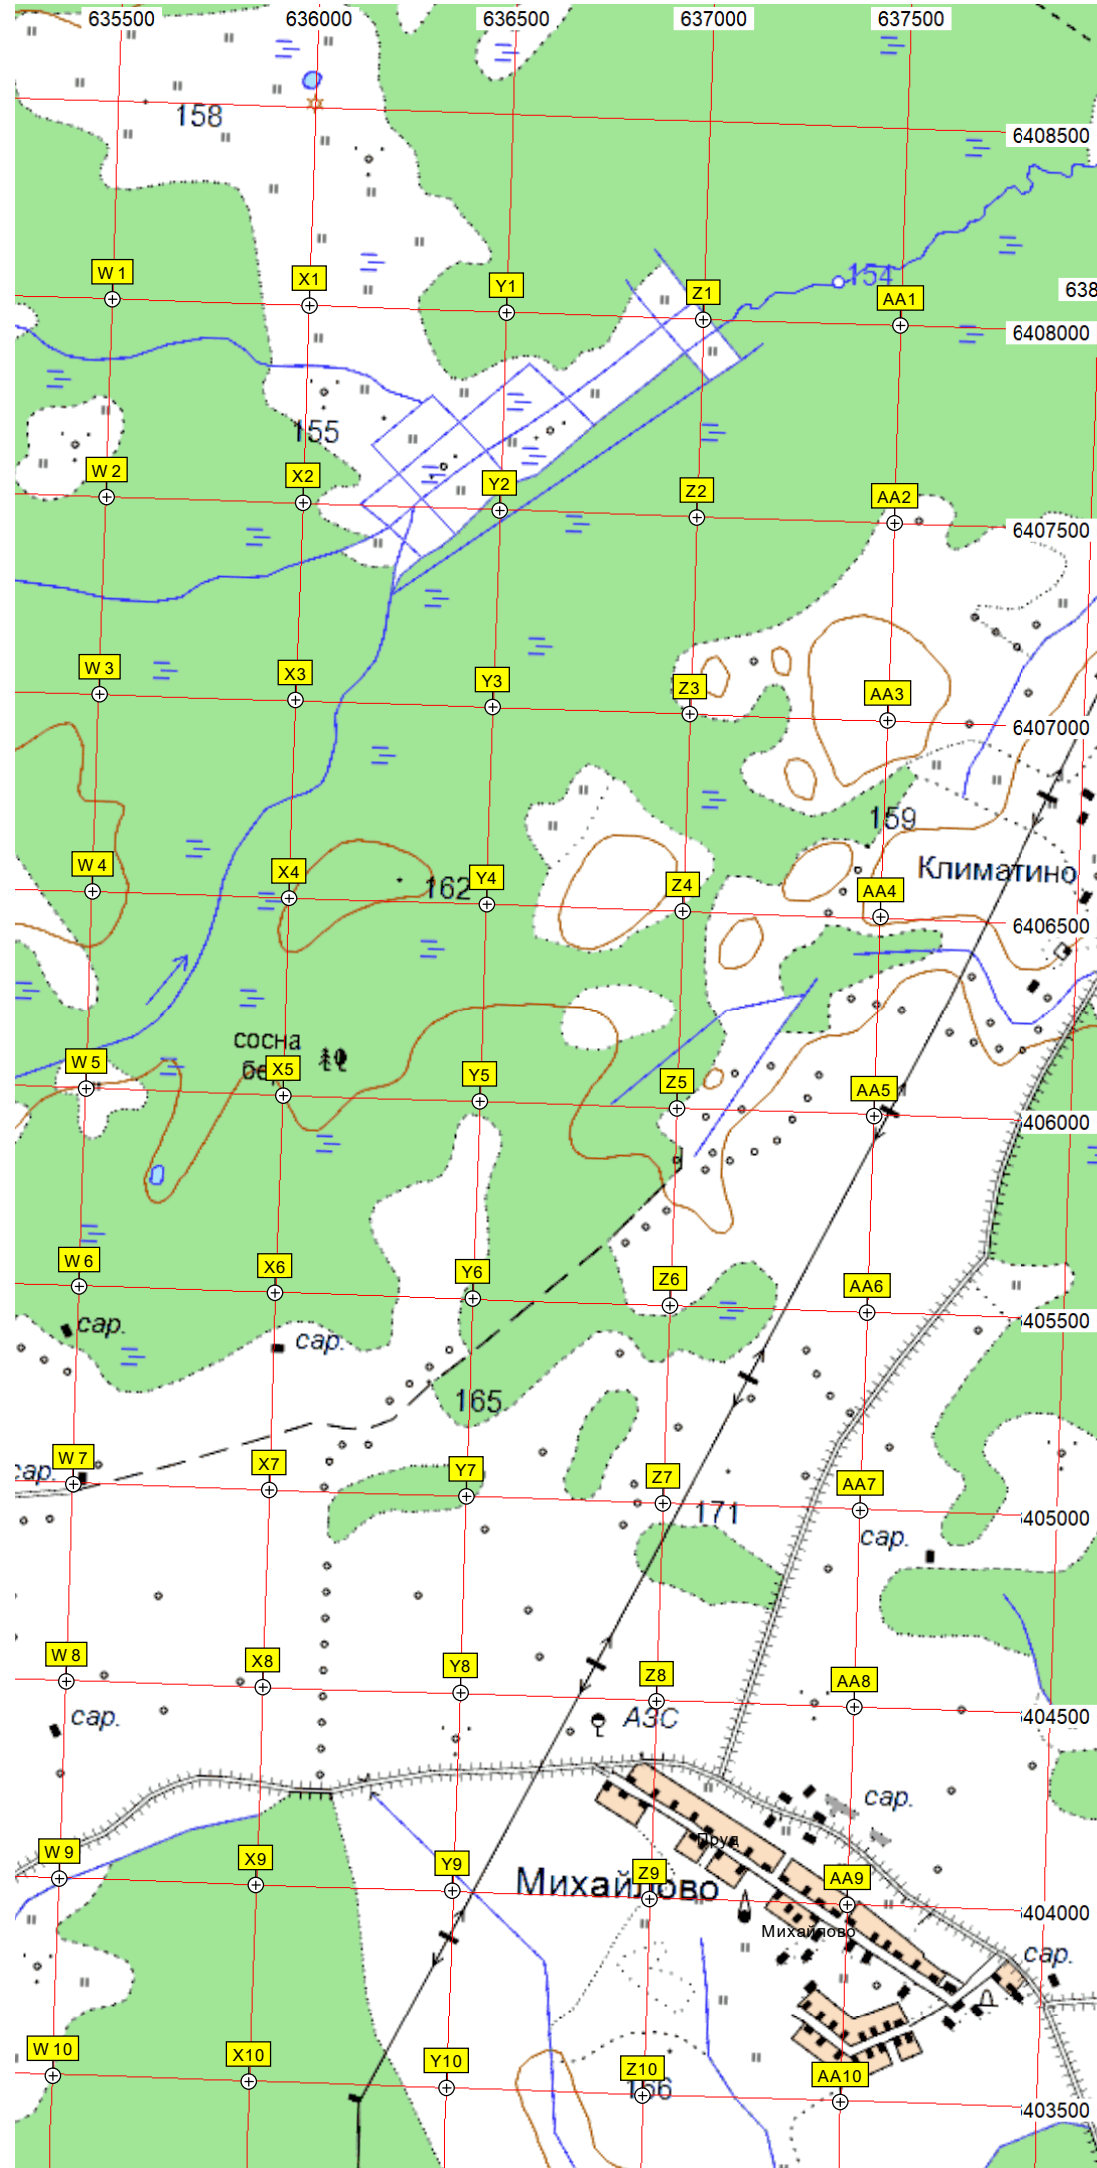 635500 636000 636500 637000 637500
158
6408500
154
638
W 1 X1 Y1 Z1 AA1
6408000
155
W 2 X2 Y2 Z2 AA2
6407500
W 3 X3 Y3 Z3 AA3
6407000
159
Климатино
W 4 X4 162 Y4 Z4 AA4
6406500
сосна
W 5 X5 Y5 Z5 AA5
406000
W 6 X6 Y6 Z6 AA6
сар. сар.
405500
165
сар. W 7 X7 Y7 Z7 AA7
171
405000
сар.
W 8 X8 Y8 Z8 AA8
сар. АЗС
404500
сар.
Пруд
W 9 X9 Y9 Z9 AA9
Михайлово
404000
Михайлово
сар.
W 10 X10 Y10 Z10 AA10
156
403500